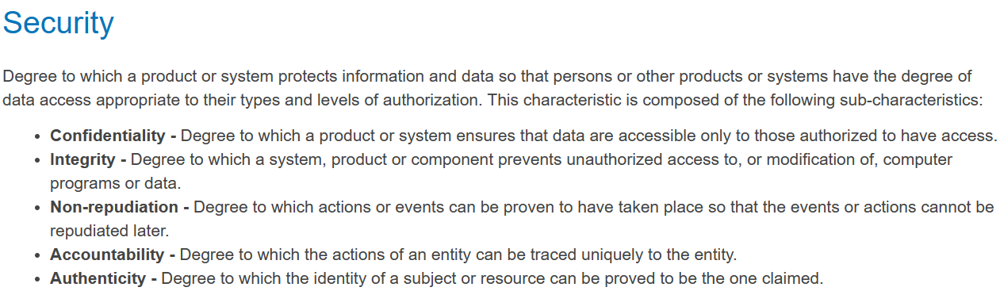 Security
Degree to which a product or system protects information and data so that persons or other products or systems have the degree of
data access appropriate to their types and levels of authorization. This characteristic is composed of the following sub-characteristics:
• Confidentiality - Degree to which a product or system ensures that data are accessible only to those authorized to have access.
• Integrity - Degree to which a system, product or component prevents unauthorized access to, or modification of, computer
programs or data.
• Non-repudiation - Degree to which actions or events can be proven to have taken place so that the events or actions cannot be
repudiated later.
• Accountability - Degree to which the actions of an entity can be traced uniquely to the entity.
• Authenticity - Degree to which the identity of a subject or resource can be proved to be the one claimed.